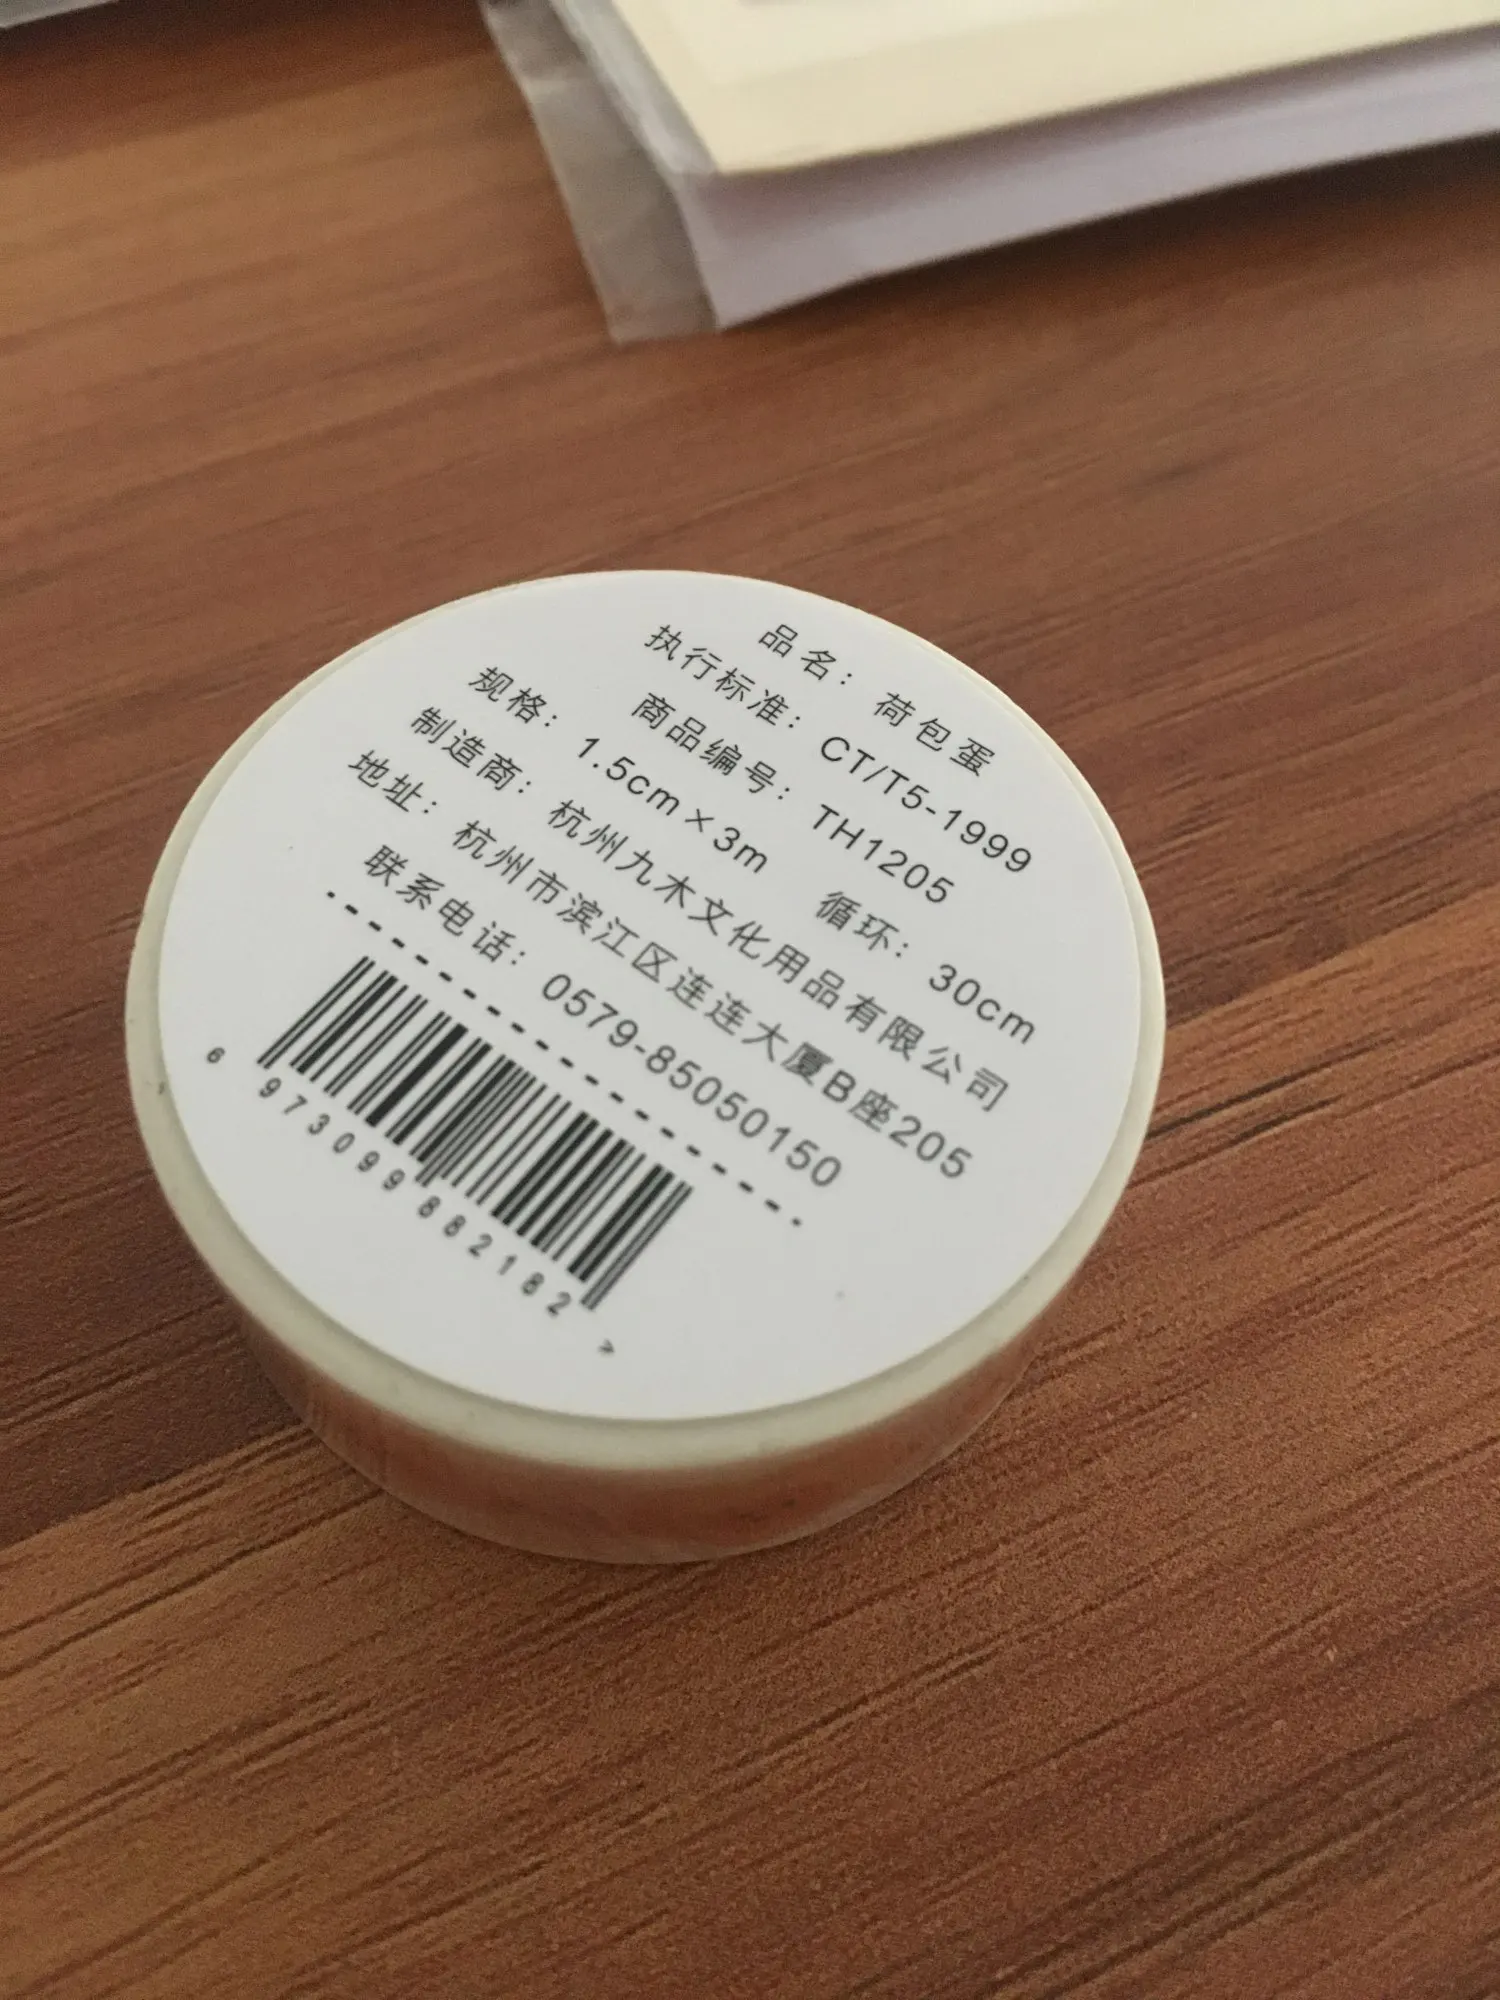 品名：荷包蛋
执行标准：CT/T5-1999
商品编号：TH1205
规格：1.5cm×3m 循环：30cm
制造商：杭州九木文化用品有限公司
地址：杭州市滨江区连连大厦B座205
联系电话：0579-85050150
6 973099 882182 >